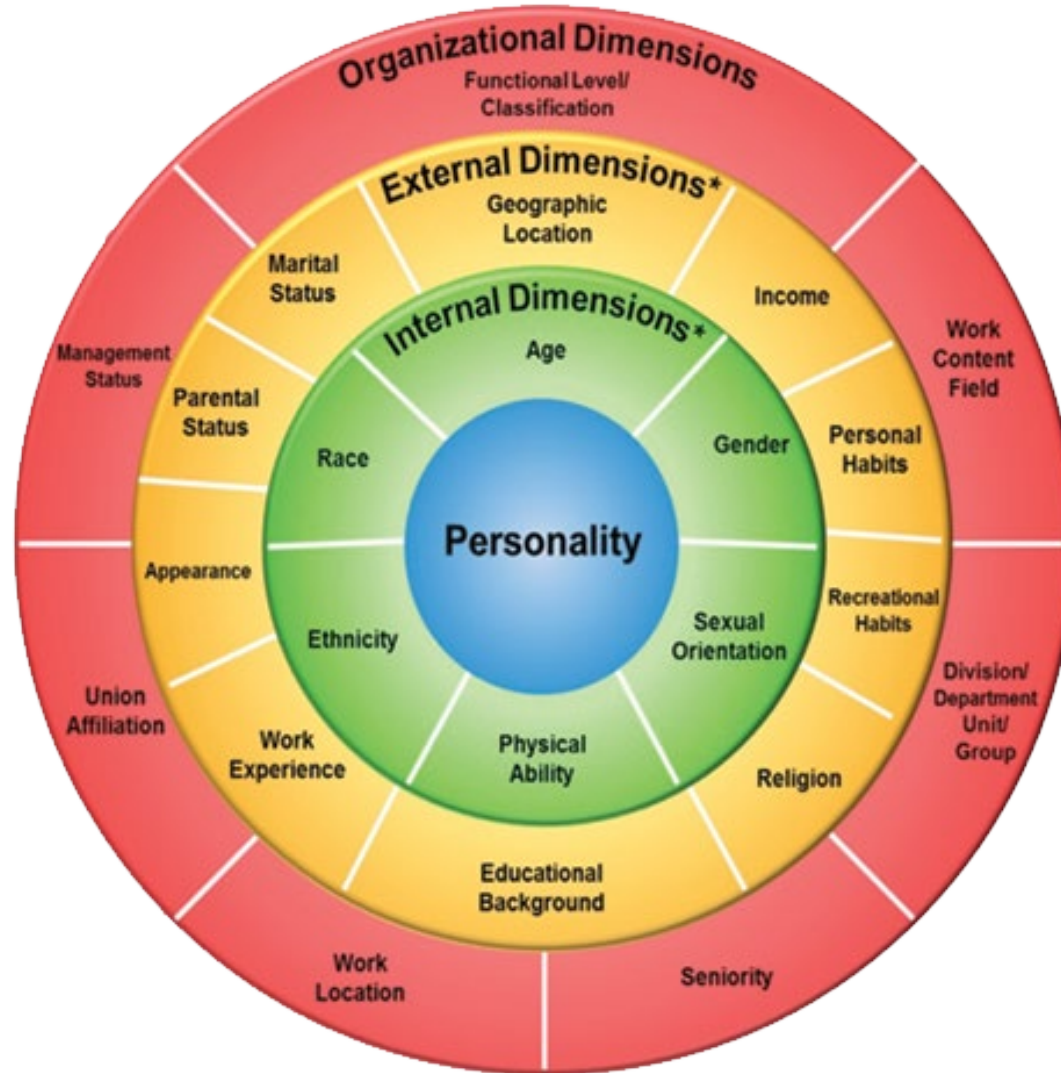 Organizational Dimensions
Functional Level/
Classification
External Dimensions*
Geographic
Location
Marital
Status
Income
Internal Dimensions*
Age
Management
Status
Work
Content
Field
Parental
Status
Personal
Habits
Race
Gender
Personality
Appearance
Recreational
Habits
Ethnicity
Sexual
Orientation
Union
Affiliation
Division/
Department
Unit/
Group
Work
Experience
Physical
Ability
Religion
Educational
Background
Work
Location
Seniority